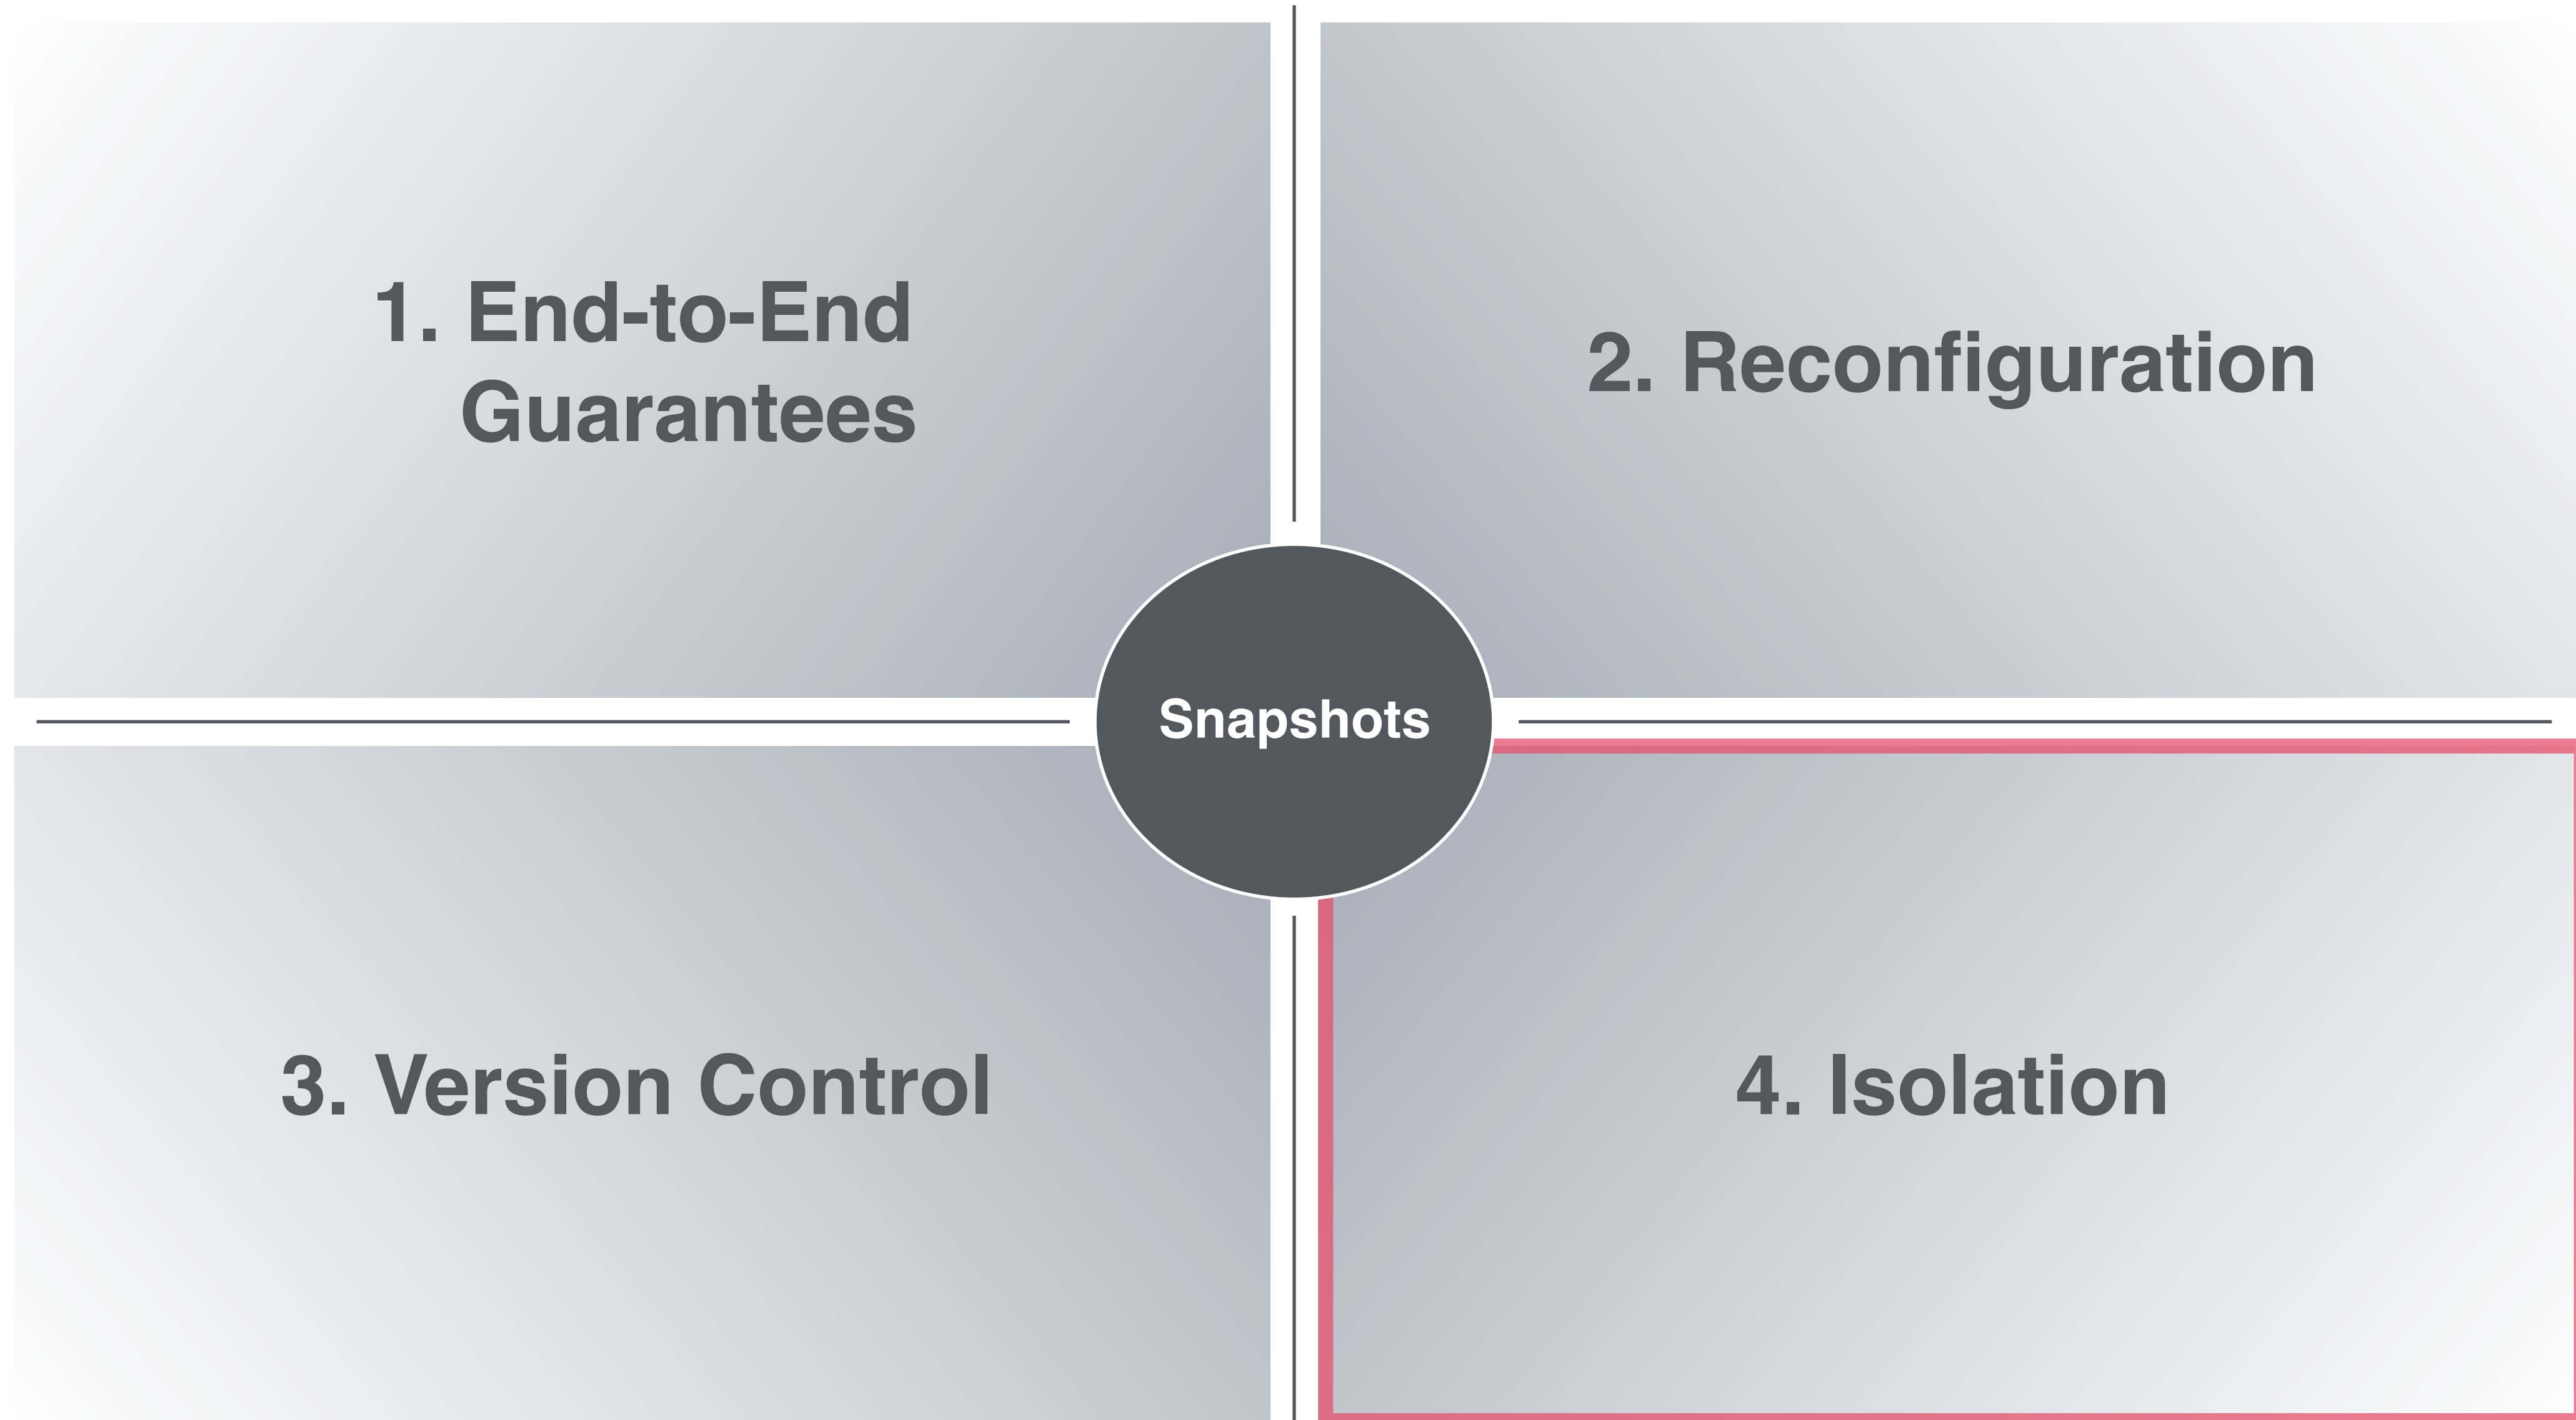 1. End-to-End
Guarantees
2. Reconfiguration
Snapshots
3. Version Control
4. Isolation